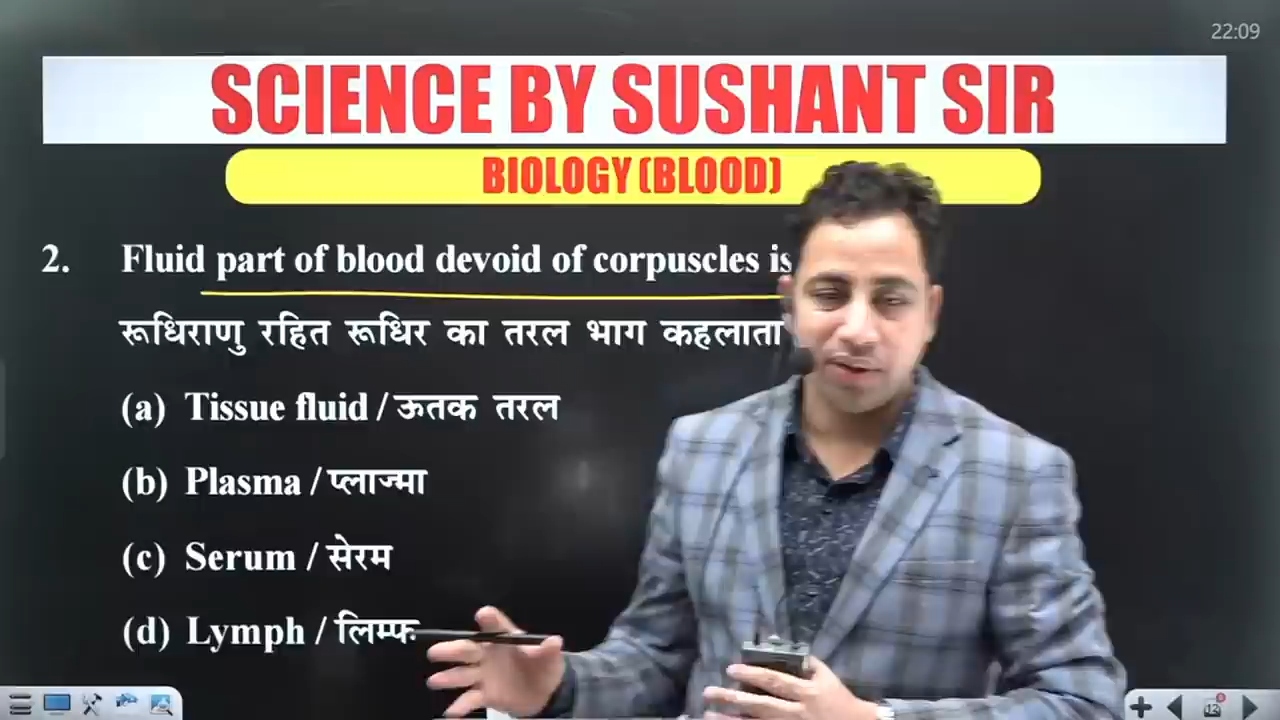 22:09
SCIENCE BY SUSHANT SIR
BIOLOGY (BLOOD)
2. Fluid part of blood devoid of corpuscles is
रूधिराणु रहित रूधिर का तरल भाग कहलाता
(a) Tissue fluid / ऊतक तरल
(b) Plasma / प्लाज्मा
(c) Serum / सेरम
(d) Lymph / लिम्फ